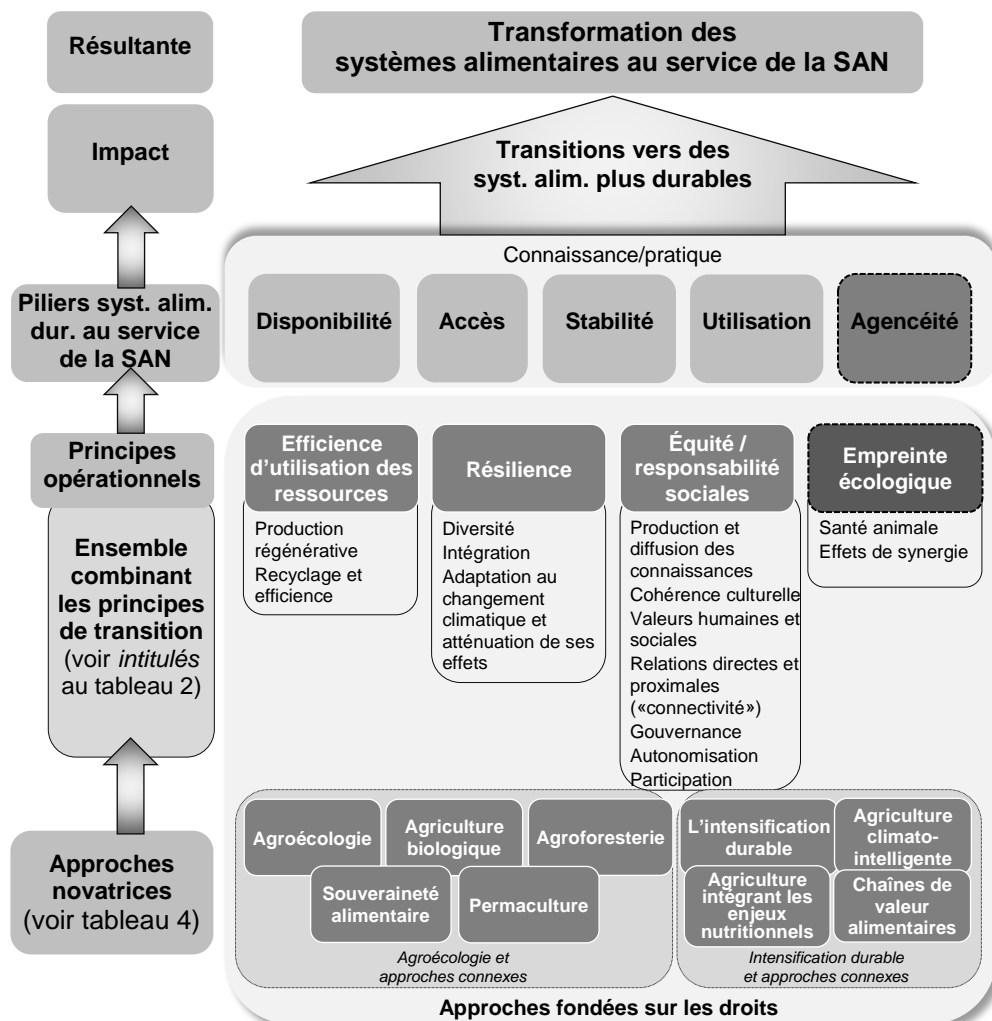 Résultante
Transformation des
systèmes alimentaires au service de la SAN
Impact
Transitions vers des
syst. alim. plus durables
Connaissance/pratique
Piliers syst. alim.
dur. au service
de la SAN
Disponibilité
Accès
Stabilité
Utilisation
Agencéité
Principes
opérationnels
Efficience
d'utilisation des
ressources
Production
régénérative
Recyclage et
efficience
Résilience
Diversité
Intégration
Adaptation au
changement
climatique et
atténuation de ses
effets
Équité /
responsabilité
sociales
Production et
diffusion des
connaissances
Cohérence culturelle
Valeurs humaines et
sociales
Relations directes et
proximales
(«connectivité»)
Gouvernance
Autonomisation
Participation
Empreinte
écologique
Santé animale
Effets de synergie
Ensemble
combinant
les principes
de transition
(voir intitulés
au tableau 2)
Approches
novatrices
(voir tableau 4)
Agroécologie
Agriculture
biologique
Agroforesterie
Souveraineté
alimentaire
Permaculture
Agroécologie et
approches connexes
L'intensification
durable
Agriculture
climato-
intelligente
Agriculture
intégrant les
enjeux
nutritionnels
Chaînes de
valeur
alimentaires
Intensification durable
et approches connexes
Approches fondées sur les droits